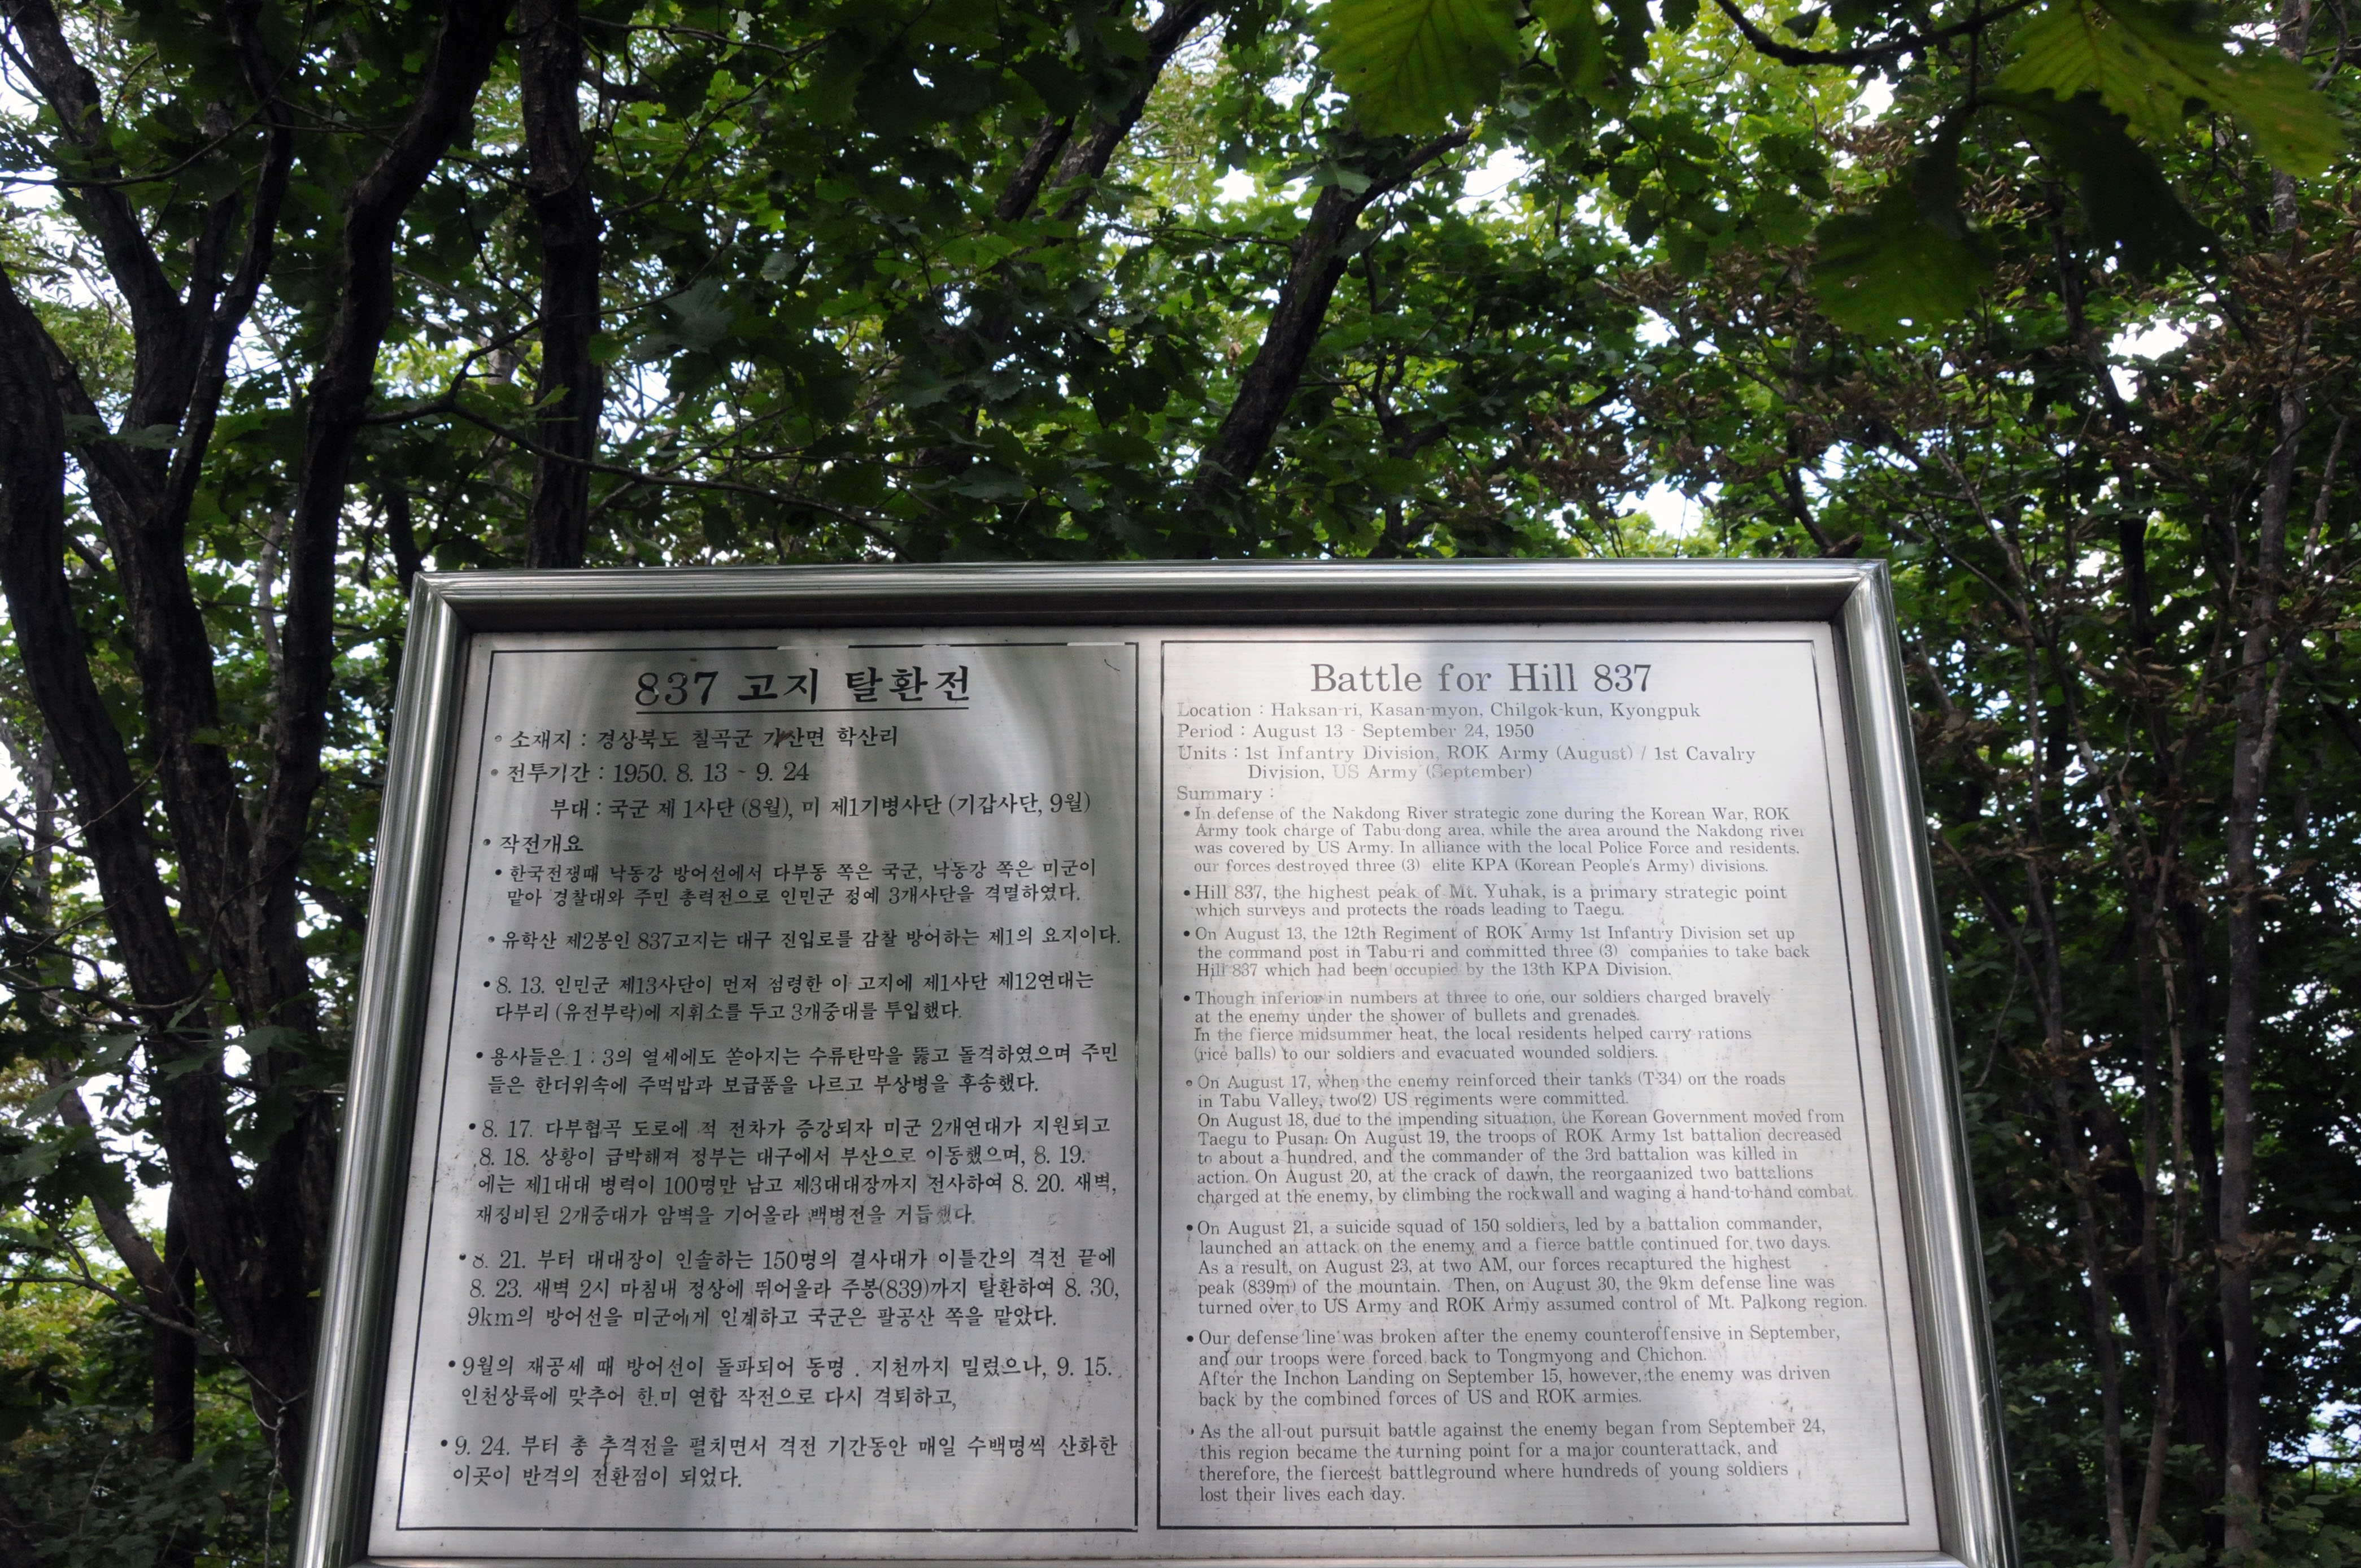 837 고지 탈환전
• 소재지 : 경상북도 칠곡군 가산면 학산리
• 전투기간 : 1950. 8. 13 ~ 9. 24
부대 : 국군 제 1사단 (8월), 미 제1기병사단 (기갑사단, 9월)
• 작전개요
• 한국전쟁때 낙동강 방어선에서 다부동 쪽은 국군, 낙동강 쪽은 미군이
맡아 경찰대와 주민 총력전으로 인민군 정예 3개사단을 격멸하였다.
• 유학산 제2봉인 837고지는 대구 진입로를 감찰 방어하는 제1의 요지이다.
• 8. 13. 인민군 제13사단이 먼저 점령한 이 고지에 제1사단 제12연대는
다부리 (유전부락)에 지휘소를 두고 3개중대를 투입했다.
• 용사들은 1 : 3의 열세에도 쏟아지는 수류탄막을 뚫고 돌격하였으며 주민
들은 한더위속에 주먹밥과 보급품을 나르고 부상병을 후송했다.
• 8. 17. 다부협곡 도로에 적 전차가 증강되자 미군 2개연대가 지원되고
8. 18. 상황이 급박해져 정부는 대구에서 부산으로 이동했으며, 8. 19.
에는 제1대대 병력이 100명만 남고 제3대대장까지 전사하여 8. 20. 새벽,
재징비된 2개중대가 암벽을 기어올라 백병전을 거듭했다.
• 8. 21. 부터 대대장이 인솔하는 150명의 결사대가 이틀간의 격전 끝에
8. 23. 새벽 2시 마침내 정상에 뛰어올라 주봉(839)까지 탈환하여 8. 30,
9km의 방어선을 미군에게 인계하고 국군은 팔공산 쪽을 맡았다.
• 9월의 재공세 때 방어선이 돌파되어 동명 . 지천까지 밀렸으나, 9. 15.
인천상륙에 맞추어 한.미 연합 작전으로 다시 격퇴하고,
• 9. 24. 부터 총 추격전을 펼치면서 격전 기간동안 매일 수백명씩 산화한
이곳이 반격의 전환점이 되었다.
Battle for Hill 837
Location : Haksan-ri, Kasan-myon, Chilgok-kun, Kyongpuk
Period : August 13 - September 24, 1950
Units : 1st Infantry Division, ROK Army (August) / 1st Cavalry
Division, US Army (September)
Summary :
• In defense of the Nakdong River strategic zone during the Korean War, ROK
Army took charge of Tabu-dong area, while the area around the Nakdong river
was covered by US Army. In alliance with the local Police Force and residents,
our forces destroyed three (3) elite KPA (Korean People's Army) divisions.
• Hill 837, the highest peak of Mt. Yuhak, is a primary strategic point
which surveys and protects the roads leading to Taegu.
• On August 13, the 12th Regiment of ROK Army 1st Infantry Division set up
the command post in Tabu-ri and committed three (3) companies to take back
Hill 837 which had been occupied by the 13th KPA Division.
• Though inferior in numbers at three to one, our soldiers charged bravely
at the enemy under the shower of bullets and grenades.
In the fierce midsummer heat, the local residents helped carry rations
(rice balls) to our soldiers and evacuated wounded soldiers.
• On August 17, when the enemy reinforced their tanks (T-34) on the roads
in Tabu Valley, two(2) US regiments were committed.
On August 18, due to the impending situation, the Korean Government moved from
Taegu to Pusan. On August 19, the troops of ROK Army 1st battalion decreased
to about a hundred, and the commander of the 3rd battalion was killed in
action. On August 20, at the crack of dawn, the reorgaanized two battalions
charged at the enemy, by climbing the rockwall and waging a hand-to-hand combat.
• On August 21, a suicide squad of 150 soldiers, led by a battalion commander,
launched an attack on the enemy and a fierce battle continued for two days.
As a result, on August 23, at two AM, our forces recaptured the highest
peak (839m) of the mountain. Then, on August 30, the 9km defense line was
turned over to US Army and ROK Army assumed control of Mt. Palkong region.
• Our defense line was broken after the enemy counteroffensive in September,
and our troops were forced back to Tongmyong and Chichon.
After the Inchon Landing on September 15, however, the enemy was driven
back by the combined forces of US and ROK armies.
• As the all-out pursuit battle against the enemy began from September 24,
this region became the turning point for a major counterattack, and
therefore, the fiercest battleground where hundreds of young soldiers
lost their lives each day.